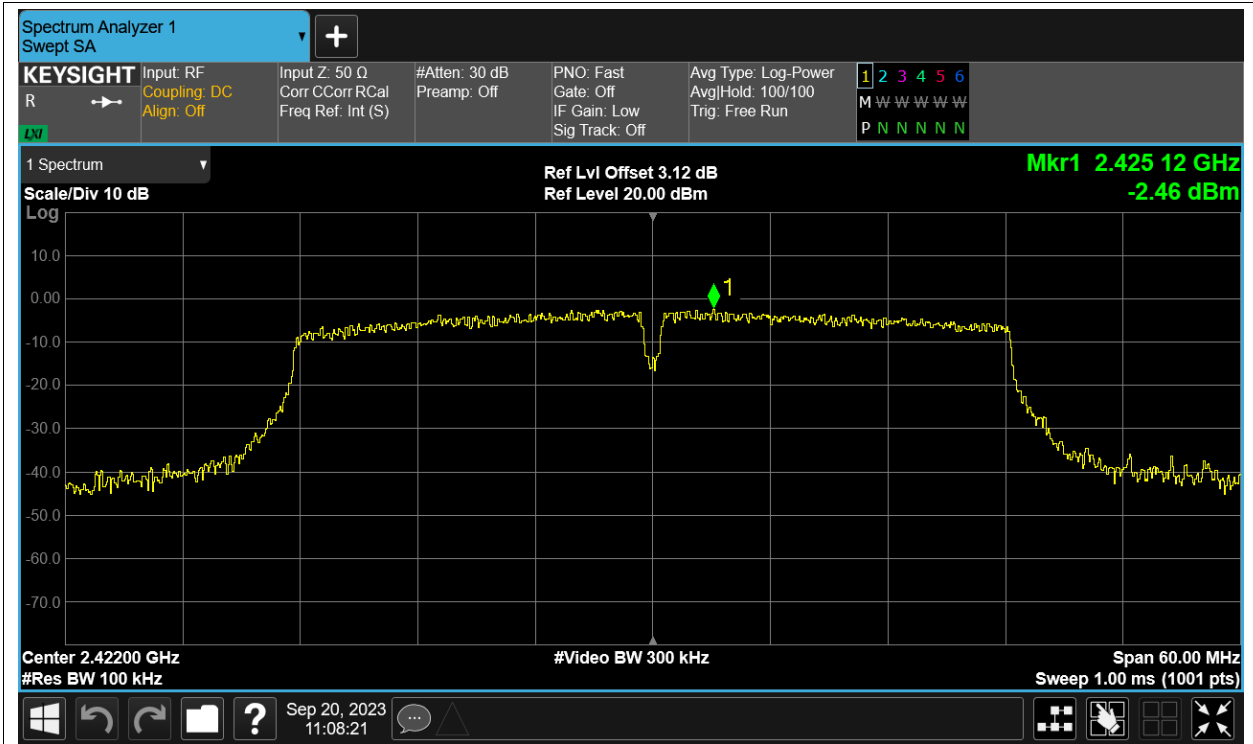 Spectrum Analyzer 1
Swept SA
KEYSIGHT
R
LXI
Input: RF
Coupling: DC
Align: Off
Input Z: 50 Ω
Corr CCorr RCal
Freq Ref: Int (S)
#Atten: 30 dB
Preamp: Off
PNO: Fast
Gate: Off
IF Gain: Low
Sig Track: Off
Avg Type: Log-Power
Avg|Hold: 100/100
Trig: Free Run
1 2 3 4 5 6
M W W W W W
P N N N N N
1 Spectrum
Scale/Div 10 dB
Log
Ref Lvl Offset 3.12 dB
Ref Level 20.00 dBm
Mkr1 2.425 12 GHz
-2.46 dBm
1
10.0
0.00
-10.0
-20.0
-30.0
-40.0
-50.0
-60.0
-70.0
Center 2.42200 GHz
#Res BW 100 kHz
#Video BW 300 kHz
Span 60.00 MHz
Sweep 1.00 ms (1001 pts)
?
Sep 20, 2023
11:08:21